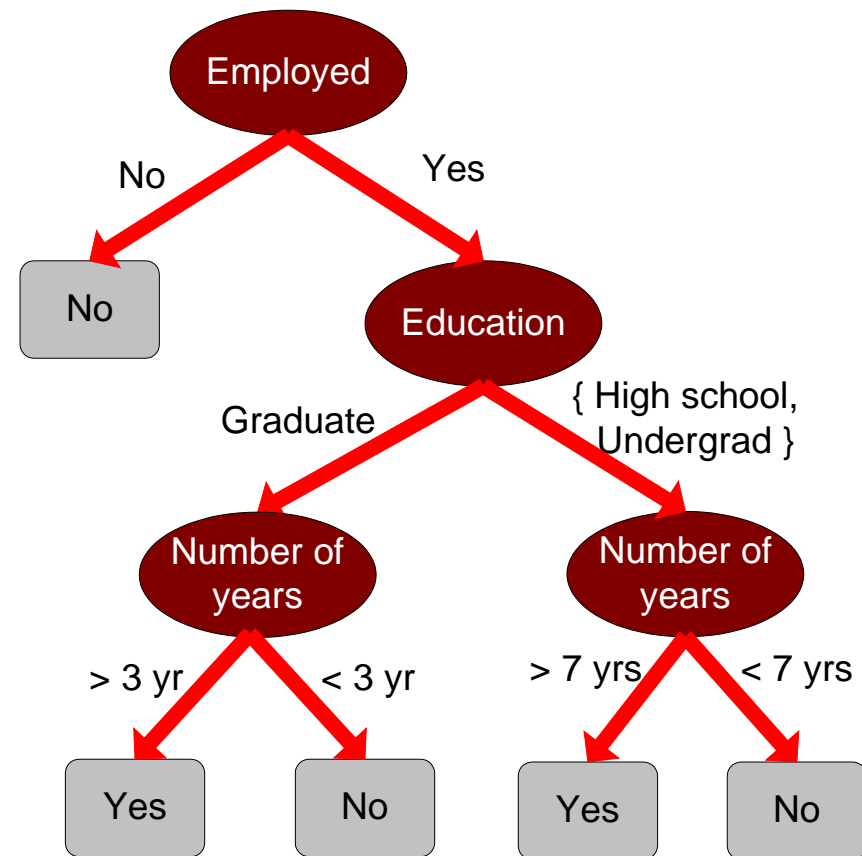 Employed
No
Yes
No
Education
Graduate
{ High school,
Undergrad }
Number of
years
Number of
years
> 3 yr
< 3 yr
> 7 yrs
< 7 yrs
Yes
No
Yes
No